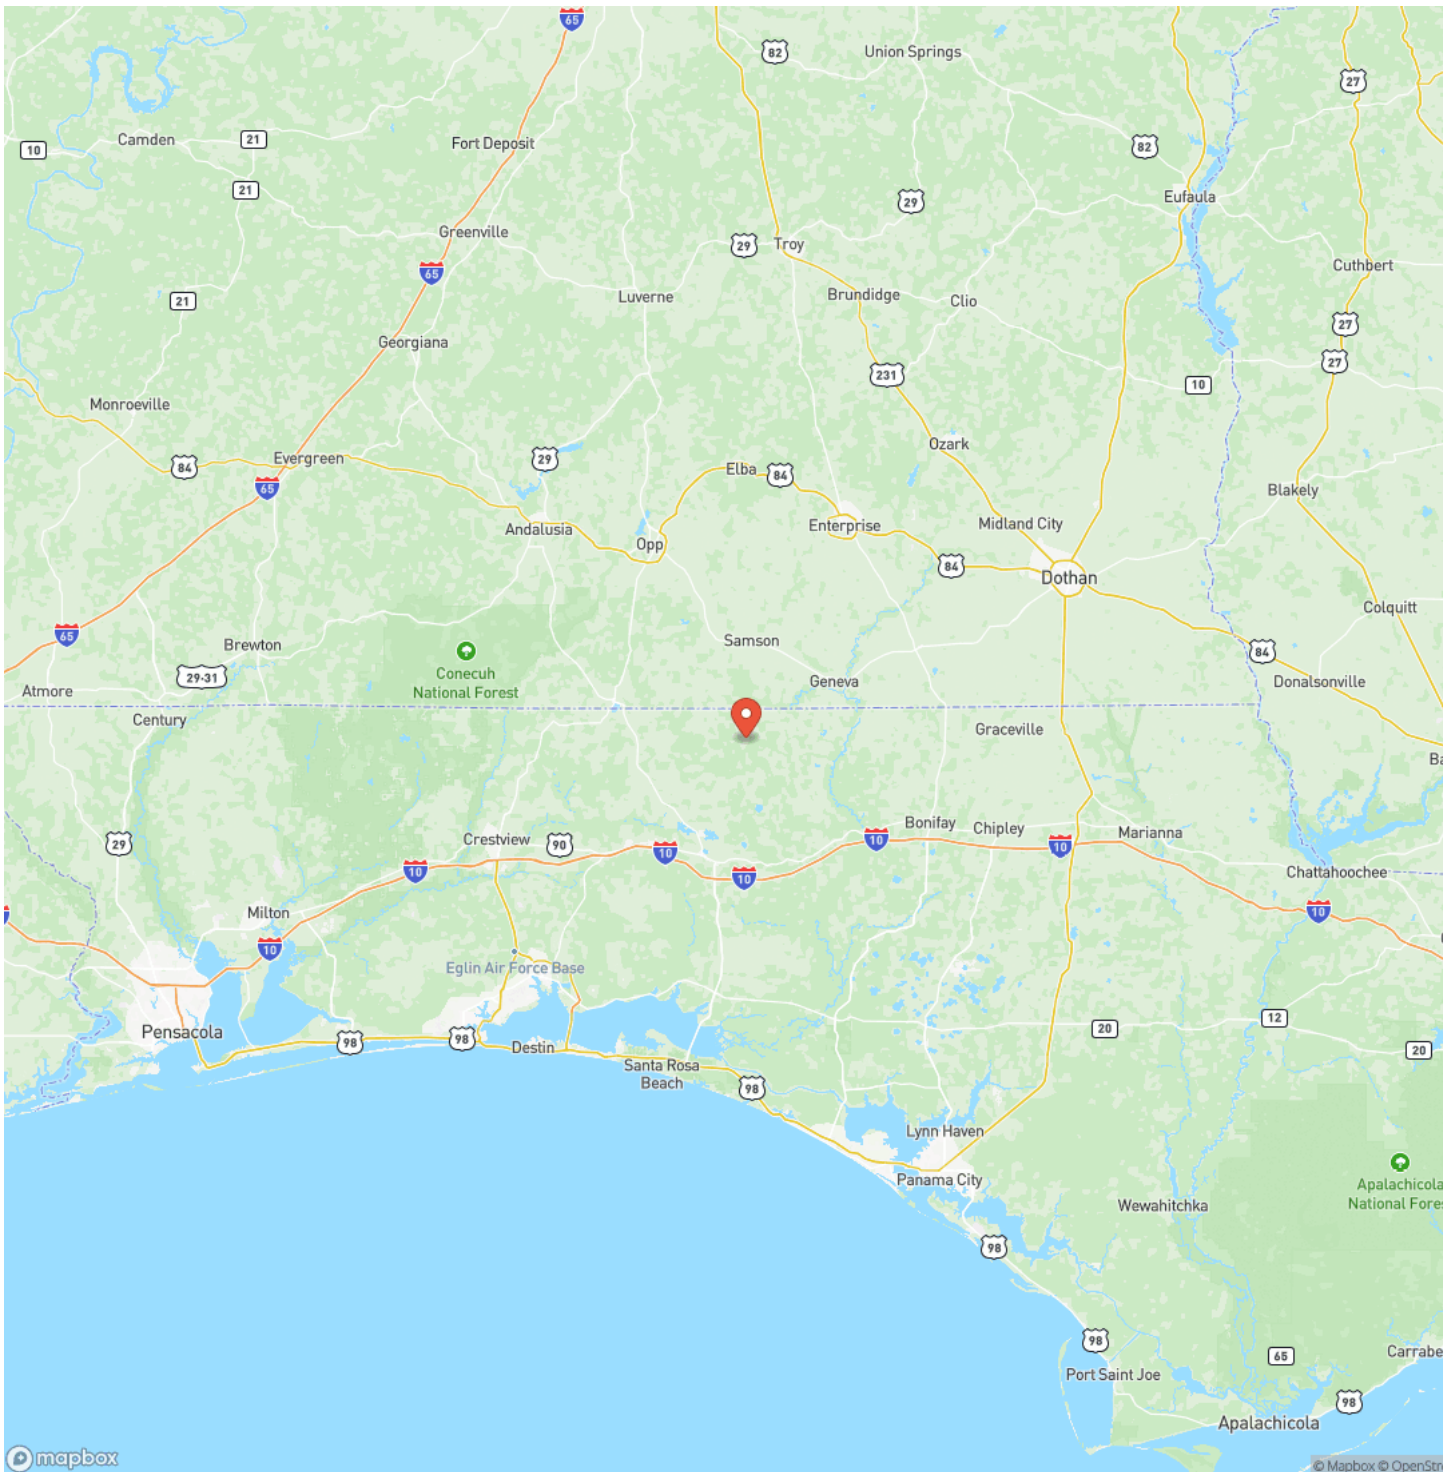 65
82
Union Springs
27
Camden
21
10
Fort Deposit
82
21
29
Eufaula
Greenville
29
Troy
65
Cuthbert
21
Luverne
Brundidge
Clio
27
Georgiana
27
231
10
Monroeville
Ozark
84
Evergreen
29
Elba
84
65
Blakely
Andalusia
Enterprise
Midland City
Opp
84
Dothan
Colquitt
65
Brewton
Samson
84
29-31
Conecuh
National Forest
Geneva
Donalsonville
Atmore
Century
Graceville
Ba
29
Crestview
90
10
10
Bonifay
Chipley
10
Marianna
10
10
Chattahoochee
Milton
10
10
Eglin Air Force Base
Pensacola
98
98
Destin
20
12
20
Santa Rosa
Beach
98
Lynn Haven
Panama City
Apalachicola
National Fores
Wewahitchka
98
98
Port Saint Joe
65
Carrabe
98
Apalachicola
mapbox
© Mapbox © OpenStre